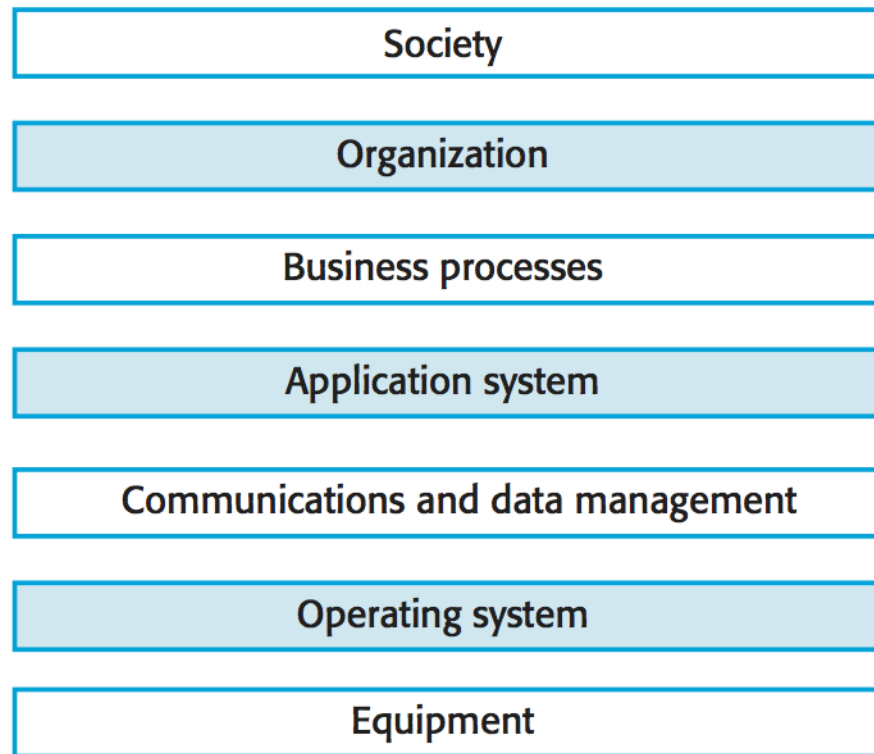 Society
Organization
Business processes
Application system
Communications and data management
Operating system
Equipment